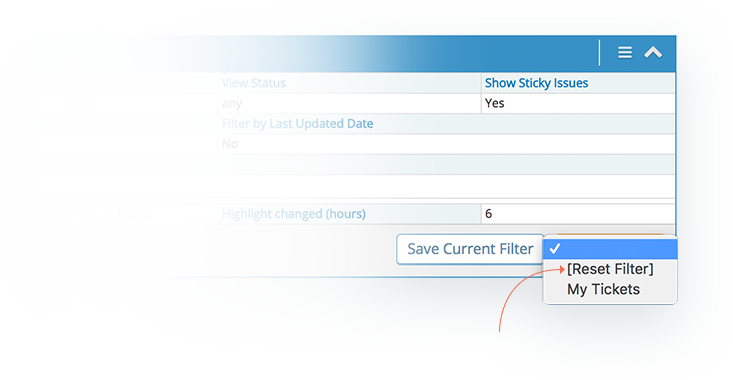 View Status Show Sticky Issues
any Yes
Filter by Last Updated Date
No
Highlight changed (hours) 6
Save Current Filter
[Reset Filter]
My Tickets